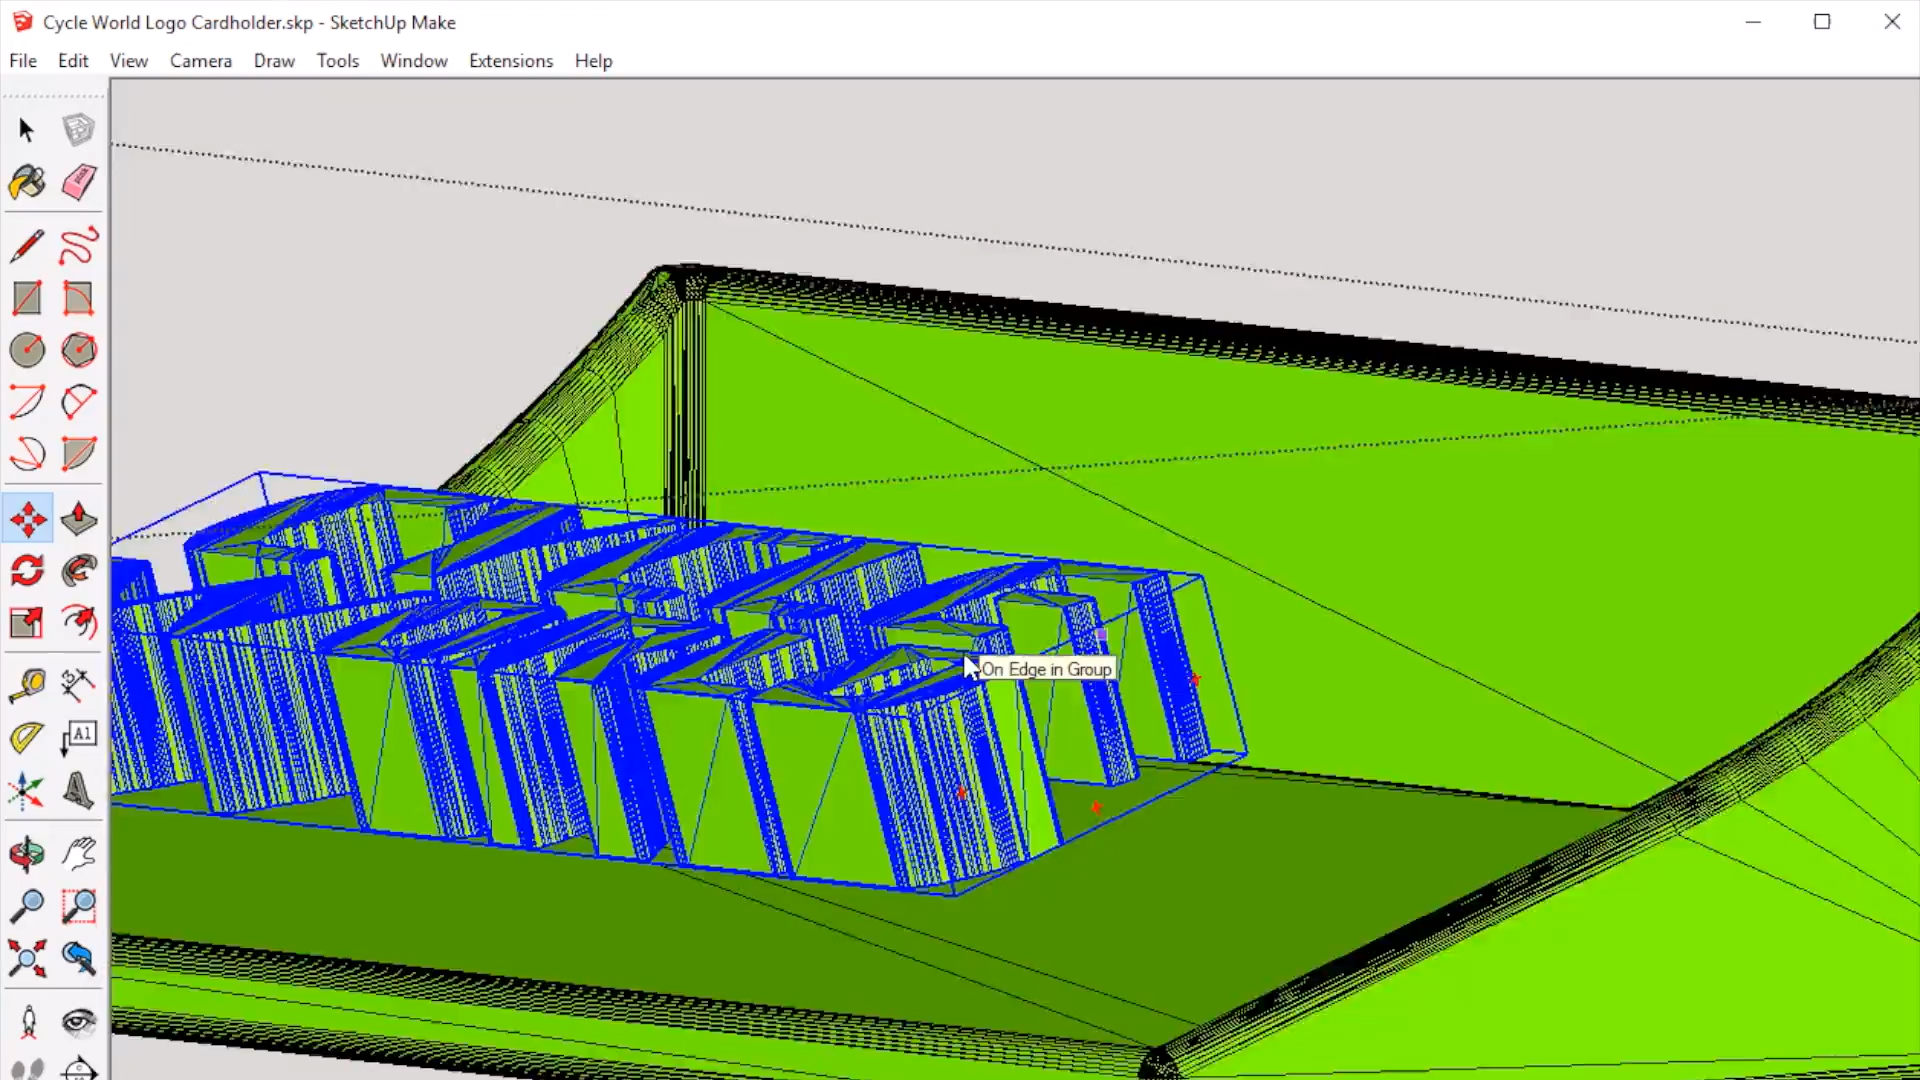 Cycle World Logo Cardholder.skp - SketchUp Make
File Edit View Camera Draw Tools Window Extensions Help
On Edge in Group
A1